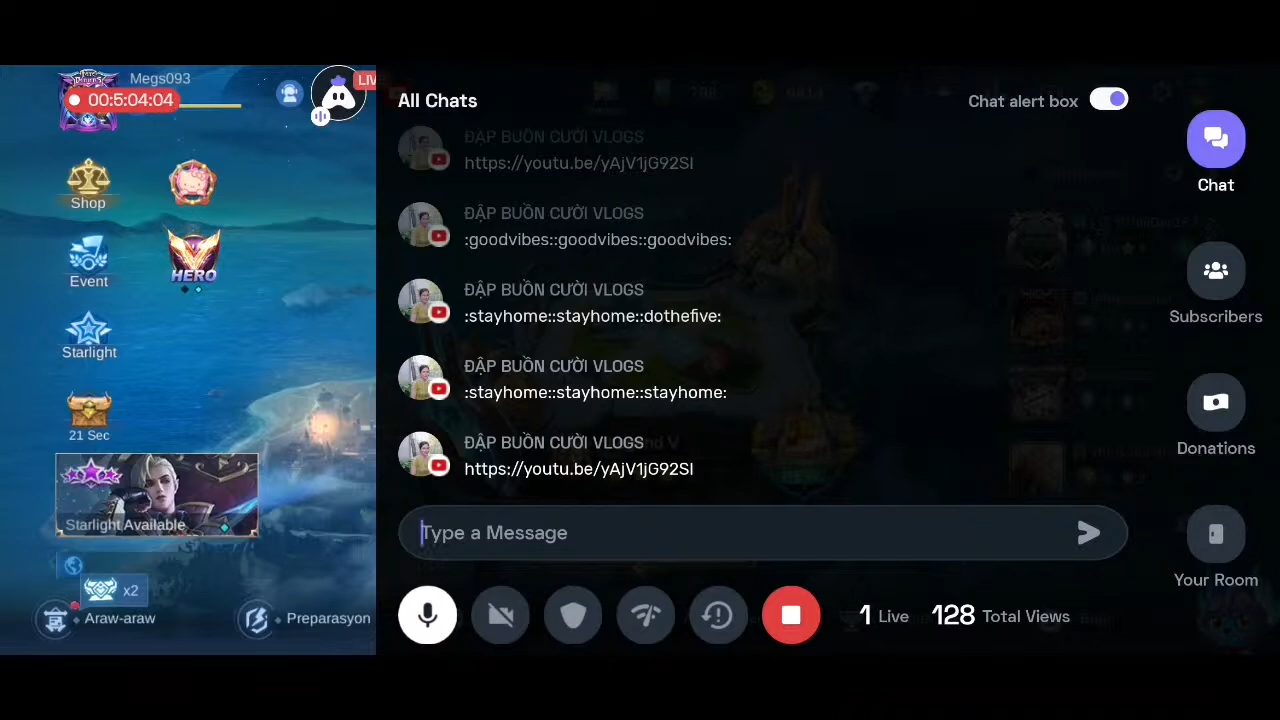 Megs093
00:5:04:04
LIV
Shop
Event
HERO
Starlight
21 Sec
Starlight Available
x2
Araw-araw
Preparasyon
All Chats
Chat alert box
ĐẬP BUỒN CƯỜI VLOGS
https://youtu.be/yAjV1jG92SI
ĐẬP BUỒN CƯỜI VLOGS
:goodvibes::goodvibes::goodvibes:
ĐẬP BUỒN CƯỜI VLOGS
:stayhome::stayhome::dothefive:
ĐẬP BUỒN CƯỜI VLOGS
:stayhome::stayhome::stayhome:
ĐẬP BUỒN CƯỜI VLOGS
https://youtu.be/yAjV1jG92SI
Type a Message
1 Live 128 Total Views
Chat
Subscribers
Donations
Your Room